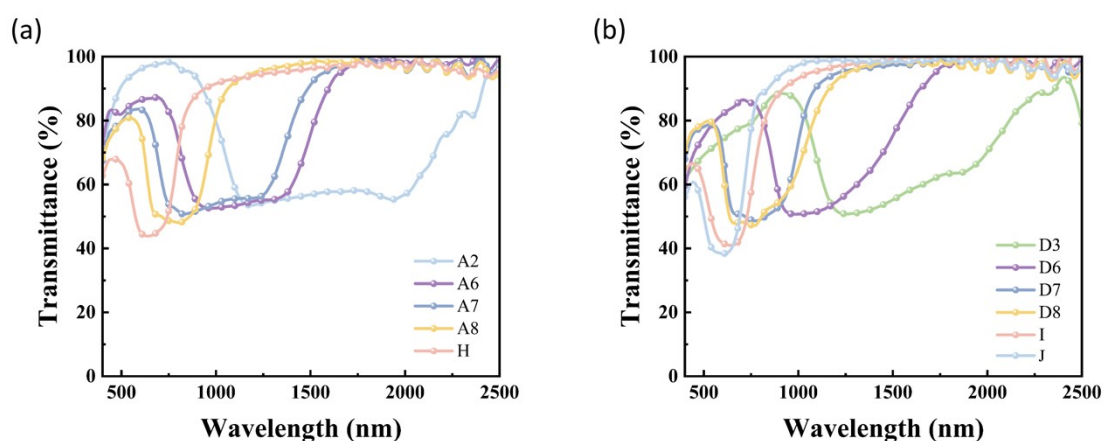 (a)
100
80
60
40
20
0
Transmittance (%)
A2
A6
A7
A8
H
500 1000 1500 2000 2500
Wavelength (nm)
(b)
100
80
60
40
20
0
Transmittance (%)
D3
D6
D7
D8
I
J
500 1000 1500 2000 2500
Wavelength (nm)